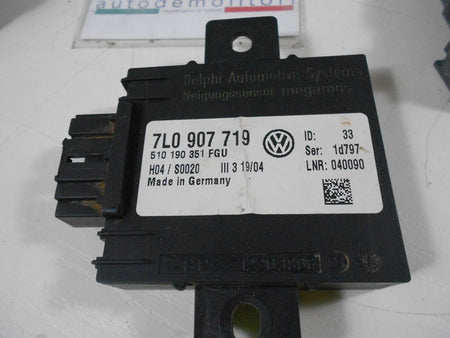 autodemolitor
Delphi Automotive Systems
Neigungssensor megamos
7L0 907 719
510 190 351 FGU
H04 / S0020 III 3 19/04
Made in Germany
ID: 33
Ser: 1d797
LNR: 040090